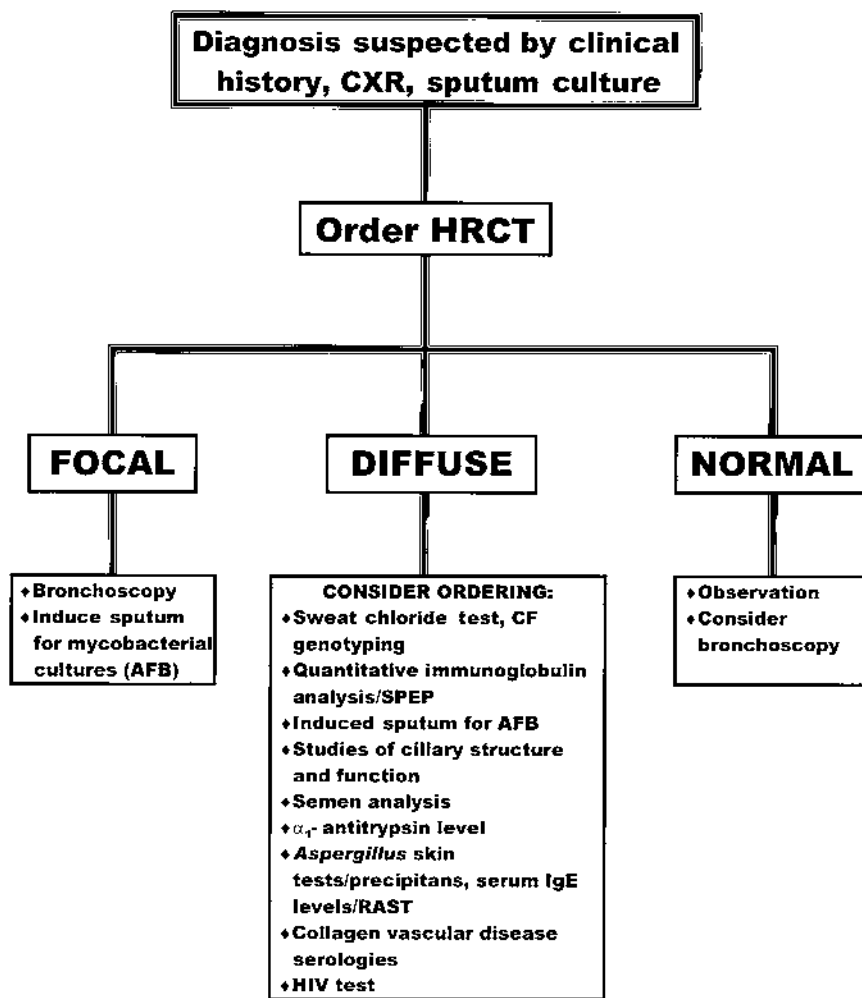 Diagnosis suspected by clinical
history, CXR, sputum culture
Order HRCT
FOCAL
DIFFUSE
NORMAL
♦Bronchoscopy
♦Induce sputum
for mycobacterial
cultures (AFB)
CONSIDER ORDERING:
♦Sweat chloride test, CF
genotyping
♦Quantitative immunoglobulin
analysis/SPEP
♦Induced sputum for AFB
♦Studies of ciliary structure
and function
♦Semen analysis
♦α₁- antitrypsin level
♦Aspergillus skin
tests/precipitans, serum IgE
levels/RAST
♦Collagen vascular disease
serologies
♦HIV test
♦Observation
♦Consider
bronchoscopy